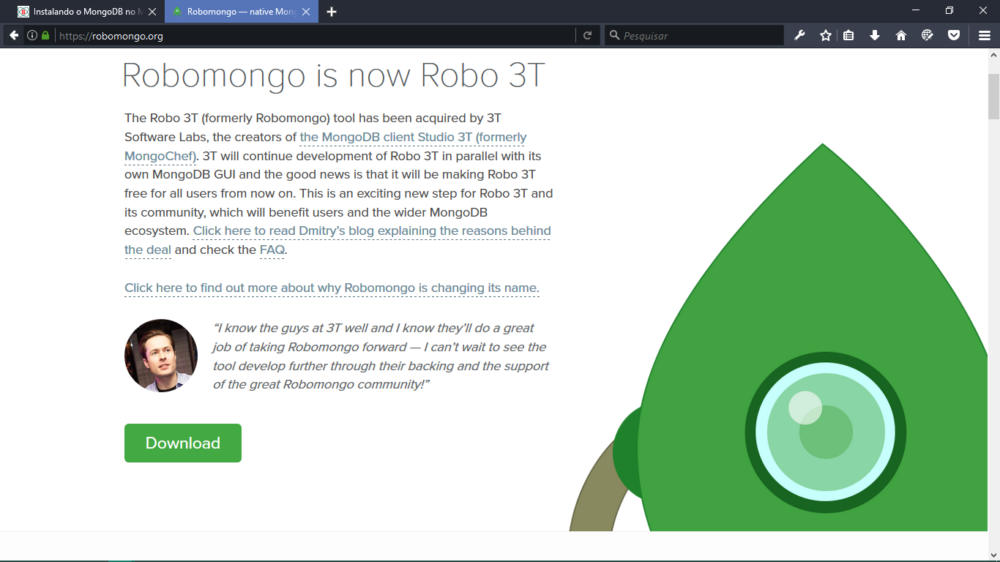 Instalando o MongoDB no
Robomongo — native Mon
https://robomongo.org
Pesquisar
Robomongo is now Robo 3T
The Robo 3T (formerly Robomongo) tool has been acquired by 3T
Software Labs, the creators of the MongoDB client Studio 3T (formerly
MongoChef). 3T will continue development of Robo 3T in parallel with its
own MongoDB GUI and the good news is that it will be making Robo 3T
free for all users from now on. This is an exciting new step for Robo 3T and
its community, which will benefit users and the wider MongoDB
ecosystem. Click here to read Dmitry’s blog explaining the reasons behind
the deal and check the FAQ.
Click here to find out more about why Robomongo is changing its name.
“I know the guys at 3T well and I know they’ll do a great
job of taking Robomongo forward — I can’t wait to see the
tool develop further through their backing and the support
of the great Robomongo community!”
Download